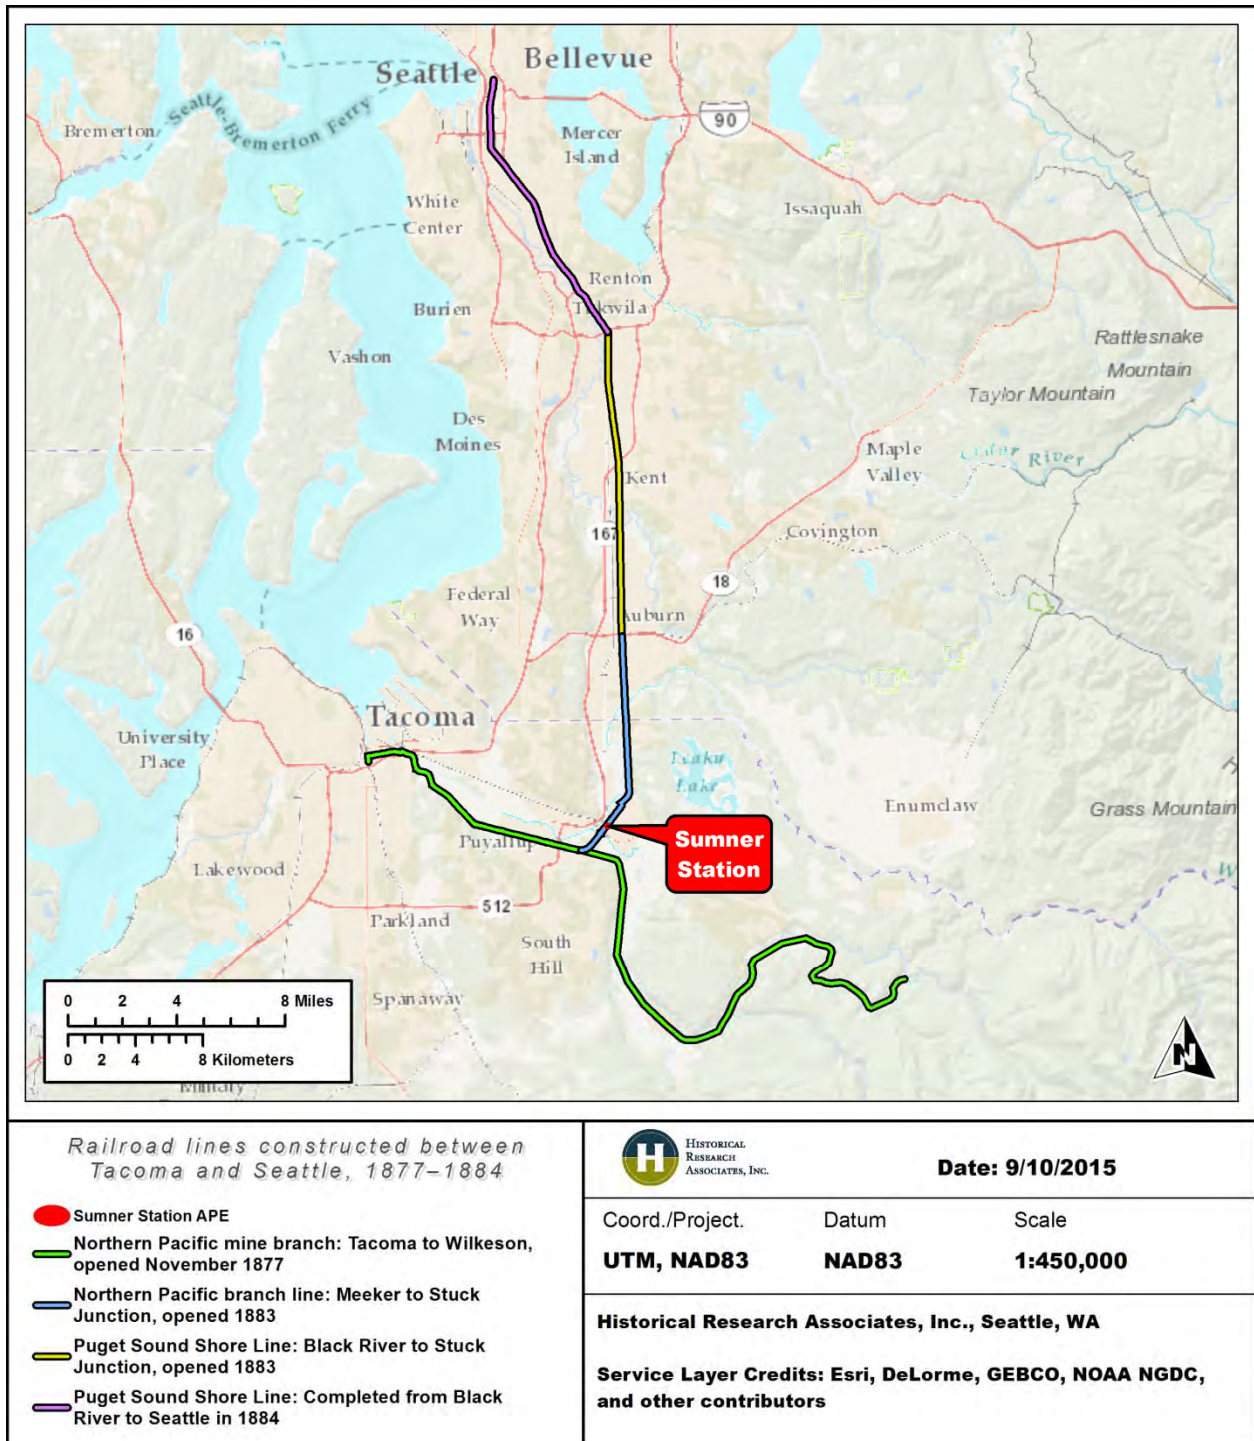 Seattle
Bellevue
90
Bremerton
Seattle-Bremerton Ferry
Mercer
Island
White
Center
Issaquah
Renton
Tukwila
Burien
Rattlesnake
Mountain
Vashon
Taylor Mountain
Des
Moines
Maple
Valley
Cedar River
Kent
167
Covington
18
Federal
Way
Auburn
16
Tacoma
University
Place
Lake
Enumclaw
Grass Mountain
Sumner
Station
Puyallup
Lakewood
512
Parkland
South
Hill
Spanaway
0 2 4 8 Miles
0 2 4 8 Kilometers
Military
N
Railroad lines constructed between
Tacoma and Seattle, 1877–1884
Sumner Station APE
Northern Pacific mine branch: Tacoma to Wilkeson,
opened November 1877
Northern Pacific branch line: Meeker to Stuck
Junction, opened 1883
Puget Sound Shore Line: Black River to Stuck
Junction, opened 1883
Puget Sound Shore Line: Completed from Black
River to Seattle in 1884
H
HISTORICAL
RESEARCH
ASSOCIATES, INC.
Date: 9/10/2015
Coord./Project. Datum Scale
UTM, NAD83 NAD83 1:450,000
Historical Research Associates, Inc., Seattle, WA
Service Layer Credits: Esri, DeLorme, GEBCO, NOAA NGDC,
and other contributors